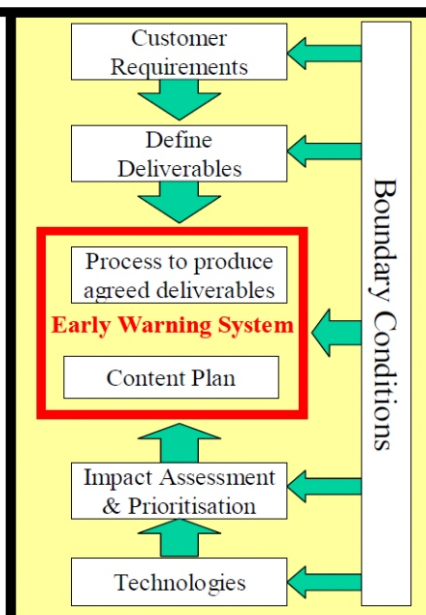 Customer
Requirements
Define
Deliverables
Process to produce
agreed deliverables
Early Warning System
Content Plan
Impact Assessment
& Prioritisation
Technologies
Boundary Conditions